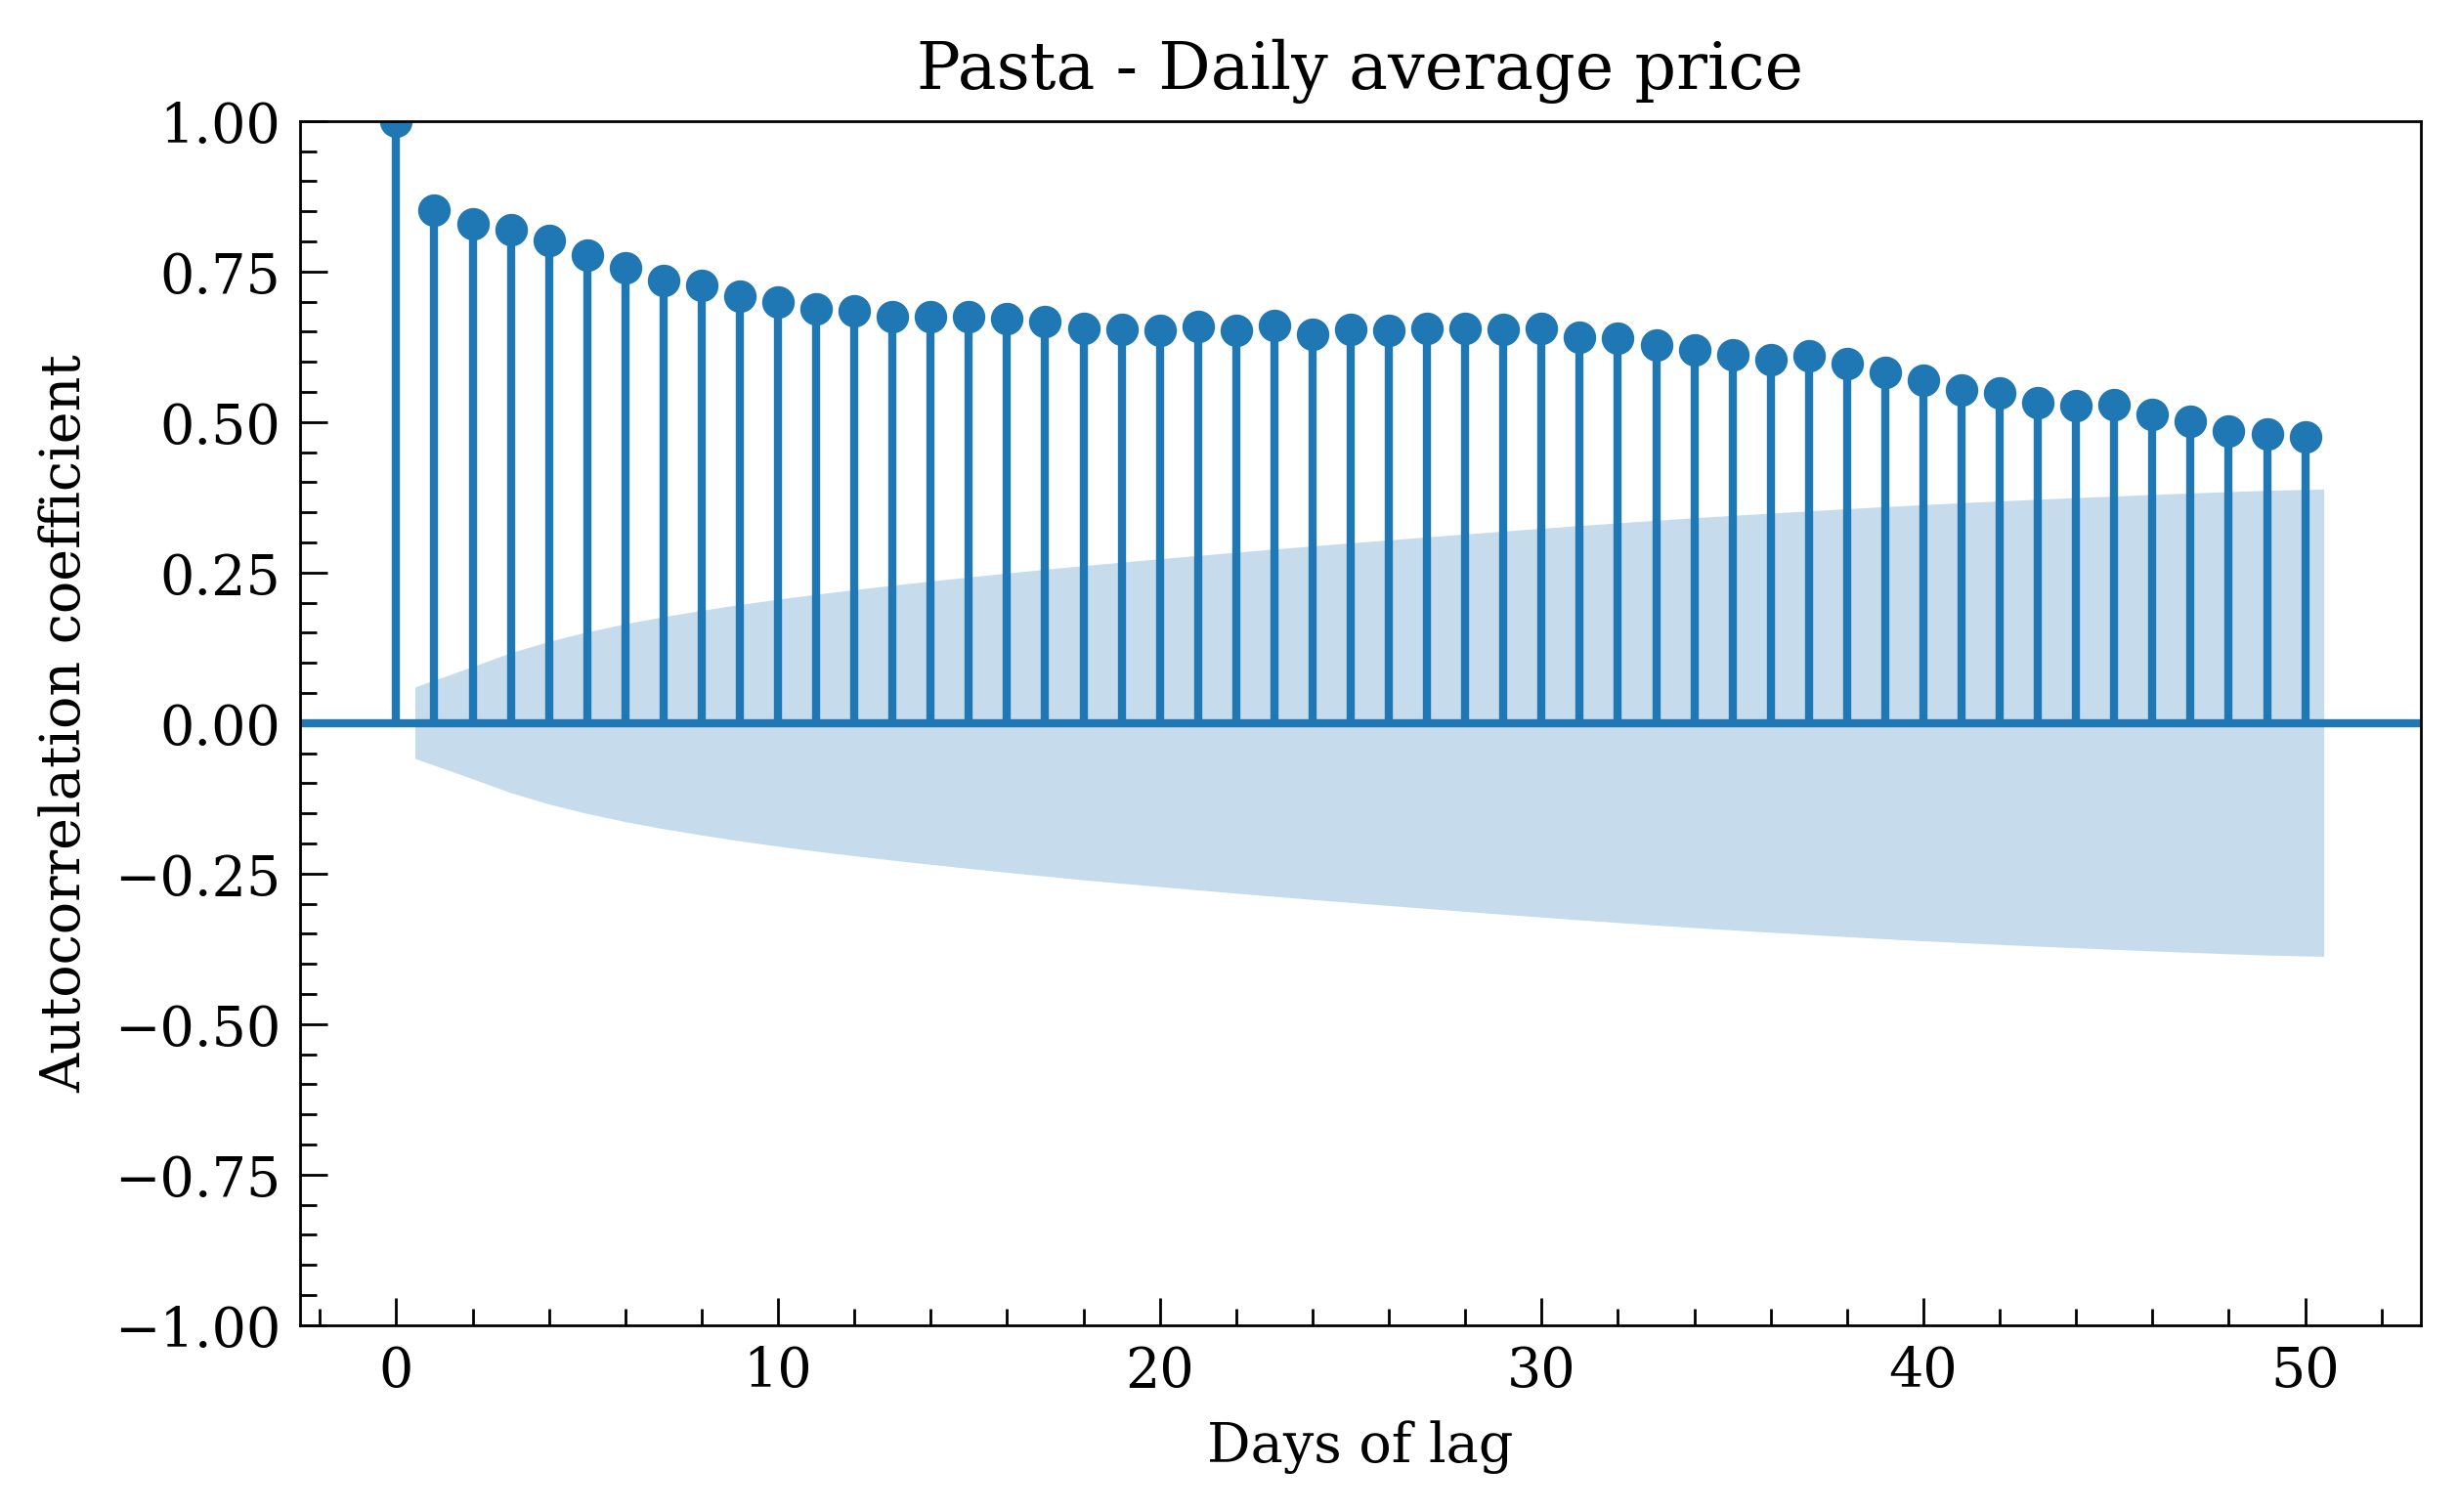 Pasta - Daily average price
Autocorrelation coefficient
1.00
0.75
0.50
0.25
0.00
−0.25
−0.50
−0.75
−1.00
0 10 20 30 40 50
Days of lag